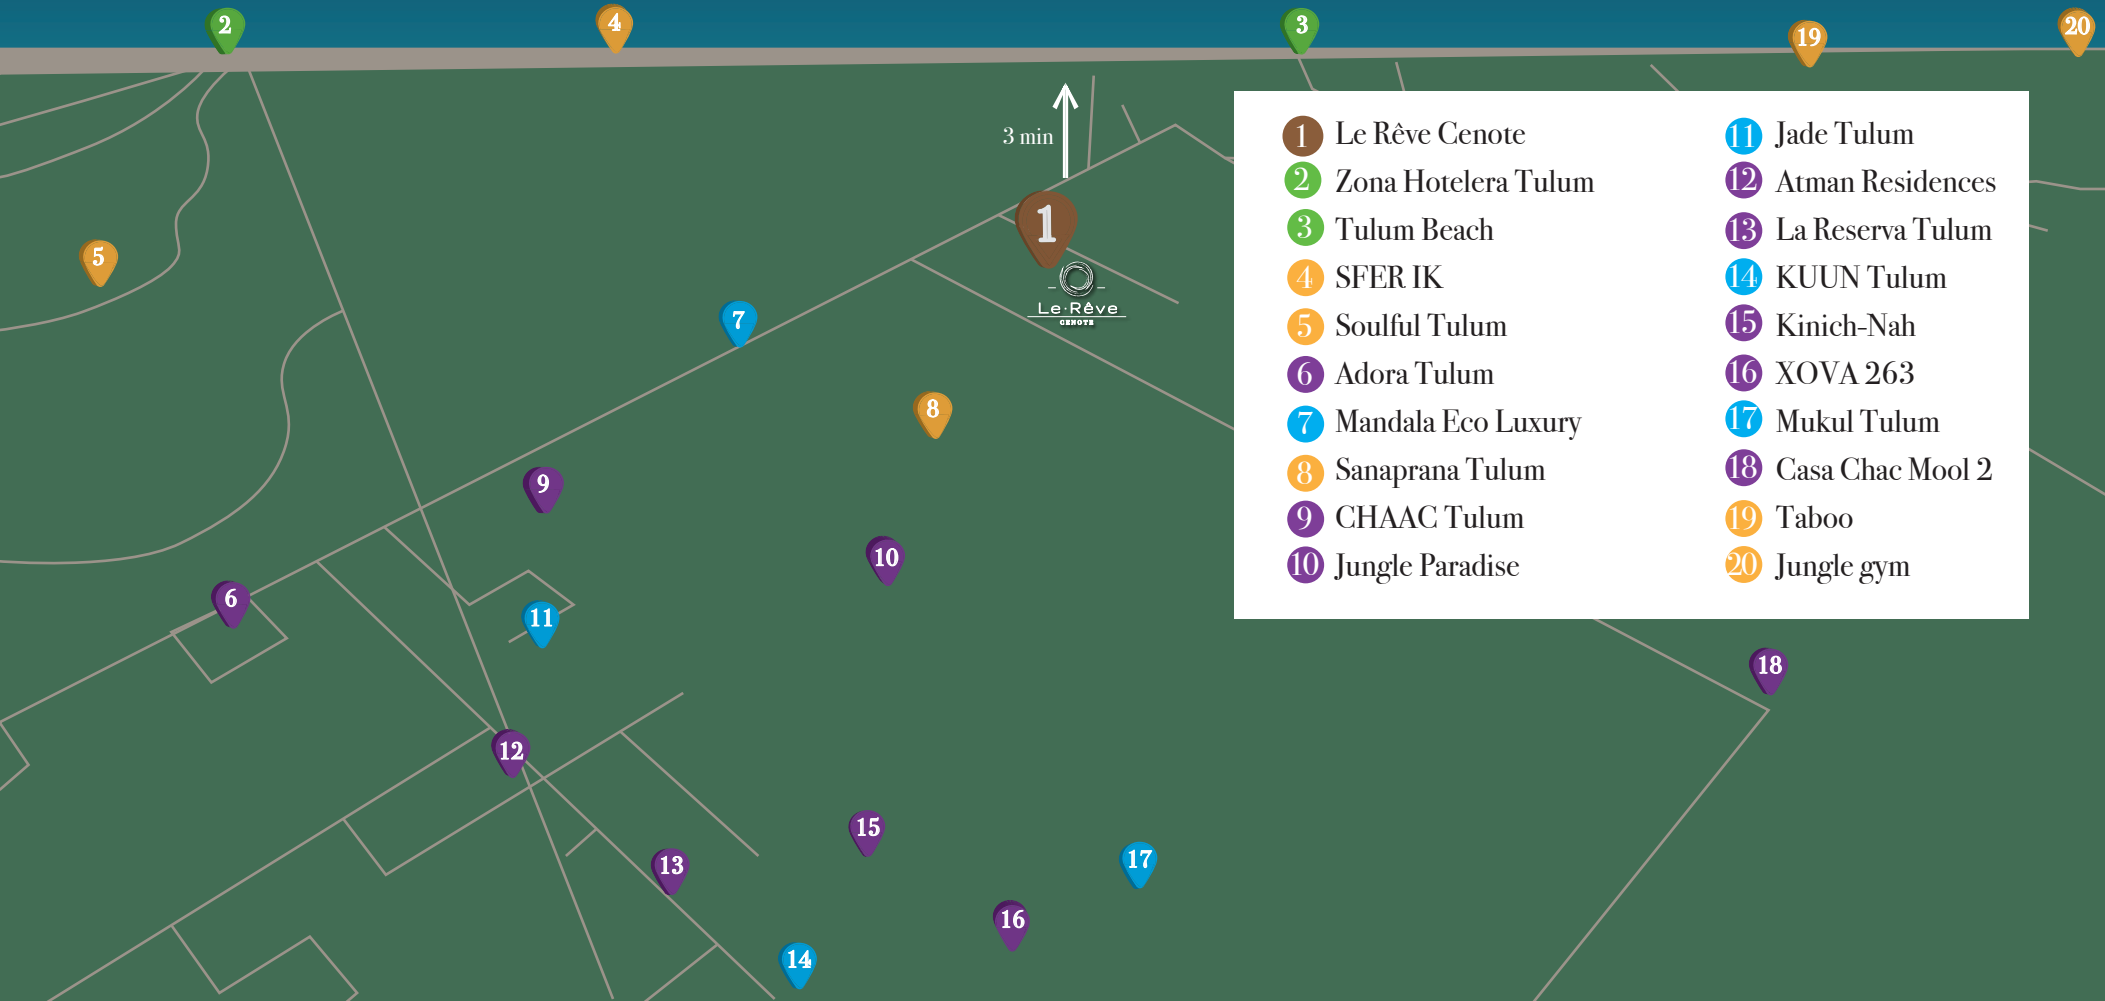 2
4
3
19
20
3 min
1
Le·Rêve
CENOTE
5
7
8
9
10
6
11
12
15
13
17
16
14
18
1 Le Rêve Cenote
2 Zona Hotelera Tulum
3 Tulum Beach
4 SFER IK
5 Soulful Tulum
6 Adora Tulum
7 Mandala Eco Luxury
8 Sanaprana Tulum
9 CHAAC Tulum
10 Jungle Paradise
11 Jade Tulum
12 Atman Residences
13 La Reserva Tulum
14 KUUN Tulum
15 Kinich-Nah
16 XOVA 263
17 Mukul Tulum
18 Casa Chac Mool 2
19 Taboo
20 Jungle gym